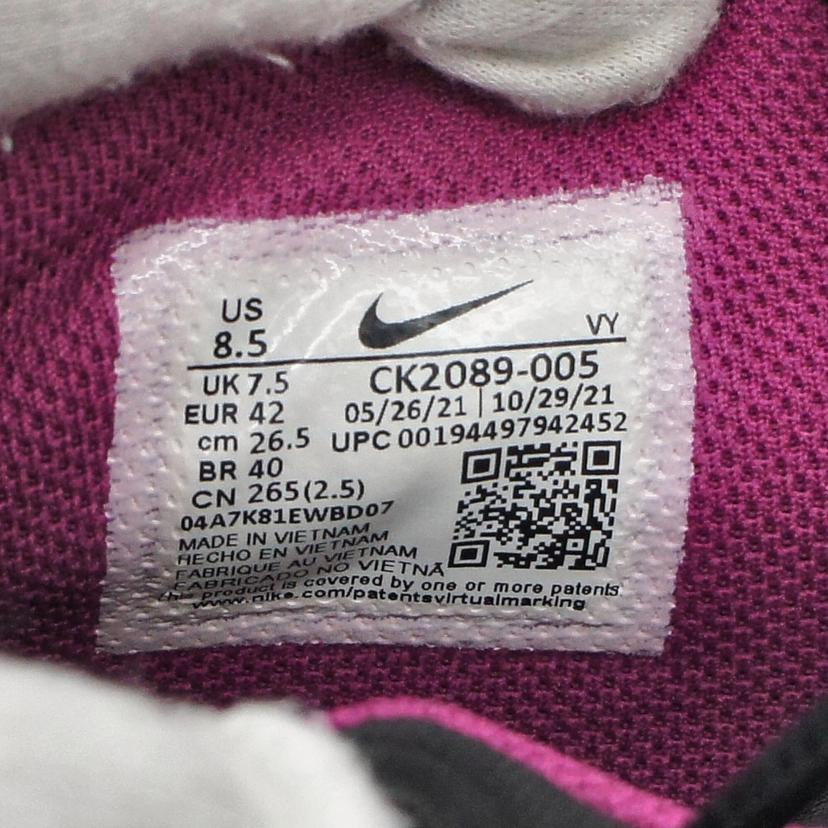 US
8.5
VY
UK 7.5
CK2089-005
EUR 42
05/26/21 | 10/29/21
cm 26.5
UPC 00194497942452
BR 40
CN 265(2.5)
04A7K81EWBD07
MADE IN VIETNAM
HECHO EN VIETNAM
FABRIQUE AU VIETNAM
FABRICADO NO VIETNÃ
this product is covered by one or more patents
www.nike.com/patentsvirtualmarking